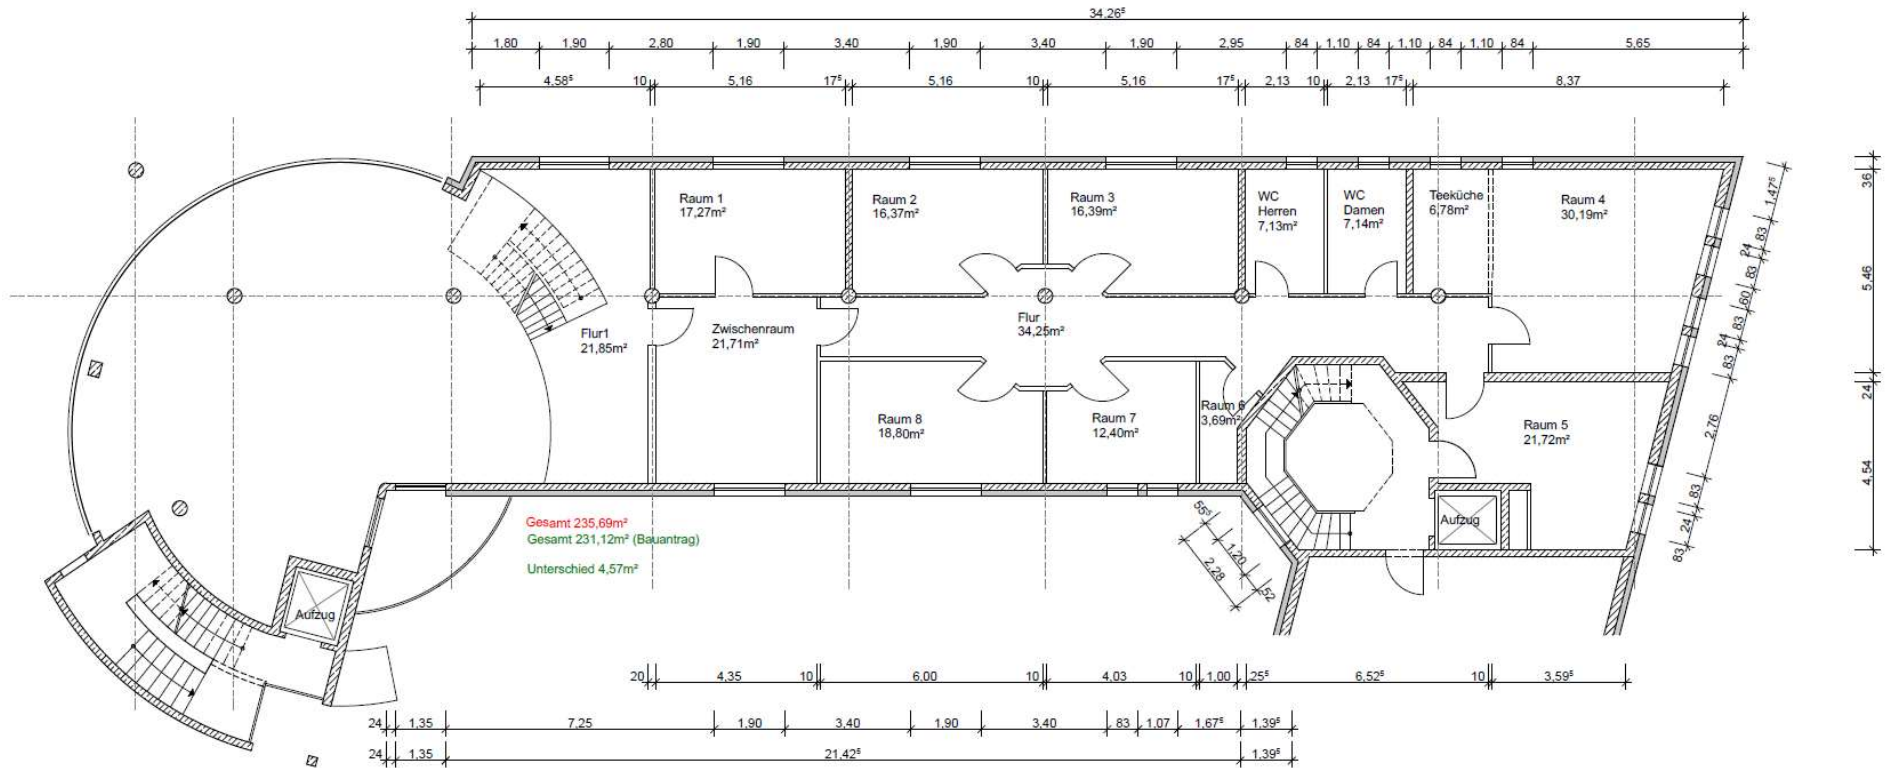 34,26⁵
1,80 1,90 2,80 1,90 3,40 1,90 3,40 1,90 2,95 84 1,10 84 1,10 84 1,10 84 5,65
4,58⁵ 10 5,16 17⁵ 5,16 10 5,16 17⁵ 2,13 10 2,13 17⁵ 8,37
Raum 1
17,27m²
Raum 2
16,37m²
Raum 3
16,39m²
WC
Herren
7,13m²
WC
Damen
7,14m²
Teeküche
6,78m²
Raum 4
30,19m²
Flur1
21,85m²
Zwischenraum
21,71m²
Flur
34,25m²
Raum 8
18,80m²
Raum 7
12,40m²
Raum 6
3,69m²
Raum 5
21,72m²
Aufzug
Aufzug
Gesamt 235,69m²
Gesamt 231,12m² (Bauantrag)
Unterschied 4,57m²
55⁵
1,20
52
2,28
1,47⁵
83
24
83
60
83
24
83
2,76
83
24
83
36
5,46
24
4,54
20 4,35 10 6,00 10 4,03 10 1,00 25⁵ 6,52⁵ 10 3,59⁵
24 1,35 7,25 1,90 3,40 1,90 3,40 83 1,07 1,67⁵ 1,39⁵
24 1,35 21,42⁵ 1,39⁵